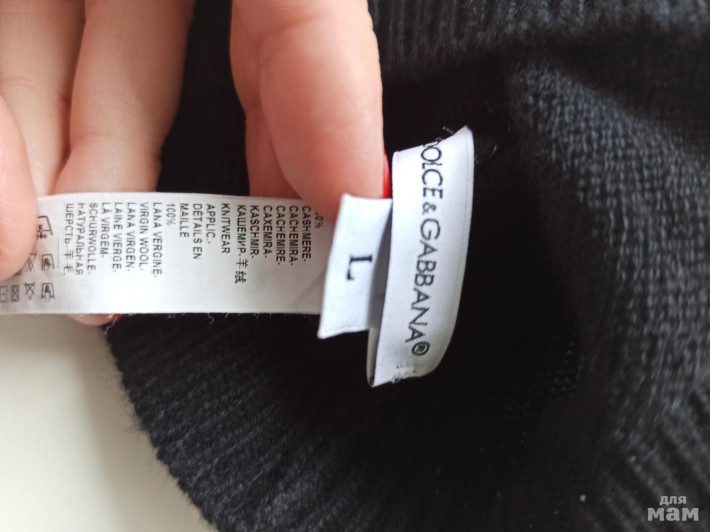 CASHMERE-
CACHEMIRA-
CACHEMIRE-
CAXEMIRA-
KASCHMIR-
КАШЕМИР-羊绒
KNITWEAR
APPLIC.-
DÉTAILS EN
MAILLE
100%
LANA VERGINE-
VIRGIN WOOL-
LANA VIRGEN-
LAINE VIERGE-
LÃ VIRGEM-
SCHURWOLLE-
НАТУРАЛЬНАЯ
ШЕРСТЬ-羊毛
L
DOLCE & GABBANA®
для
мам